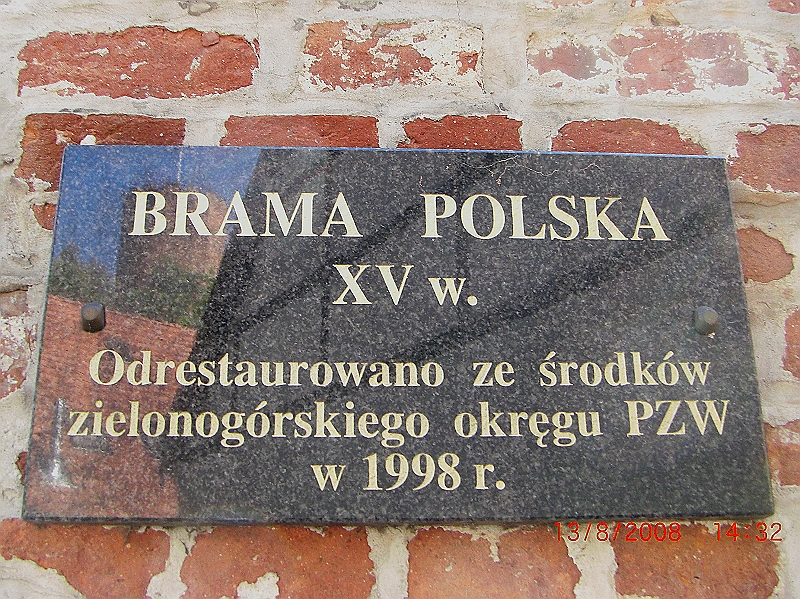 BRAMA POLSKA
XV w.
Odrestaurowano ze środków
zielonogórskiego okręgu PZW
w 1998 r.
13/8/2008 14:32